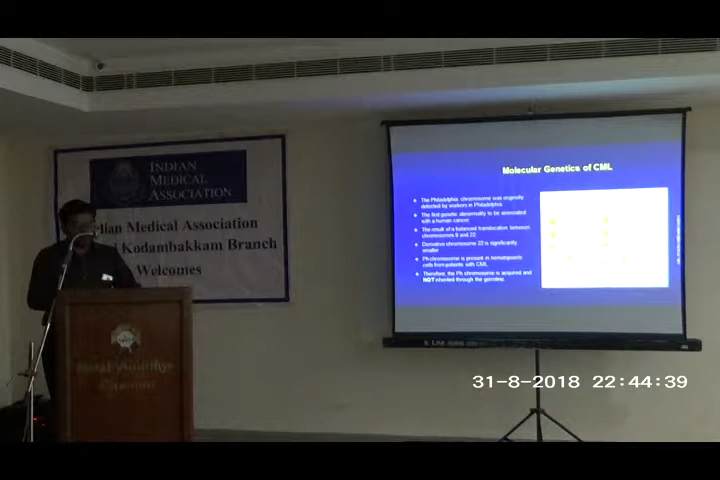 INDIAN
MEDICAL
ASSOCIATION
dian Medical Association
Kodambakkam Branch
Welcomes
Molecular Genetics of CML
The Philadelphia chromosome was originally
detected by workers in Philadelphia.
The first genetic abnormality to be associated
with a human cancer.
The result of a balanced translocation between
chromosomes 9 and 22
Derivative chromosome 22 is significantly
smaller
Ph chromosome is present in hematopoietic
cells from patients with CML
Therefore, the Ph chromosome is acquired and
NOT inherited through the germline.
31-8-2018 22:44:39